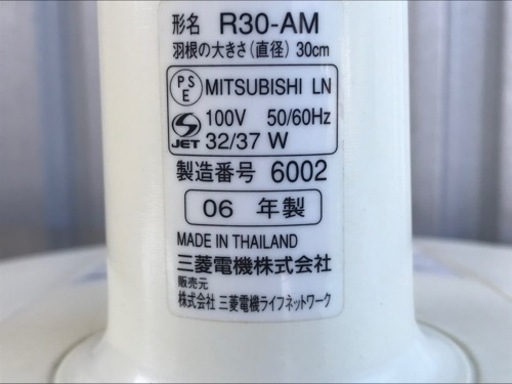 形名 R30-AM
羽根の大きさ（直径）30cm
PSE MITSUBISHI LN
100V 50/60Hz
JET 32/37 W
製造番号 6002
06 年製
MADE IN THAILAND
三菱電機株式会社
販売元
株式会社 三菱電機ライフネットワーク